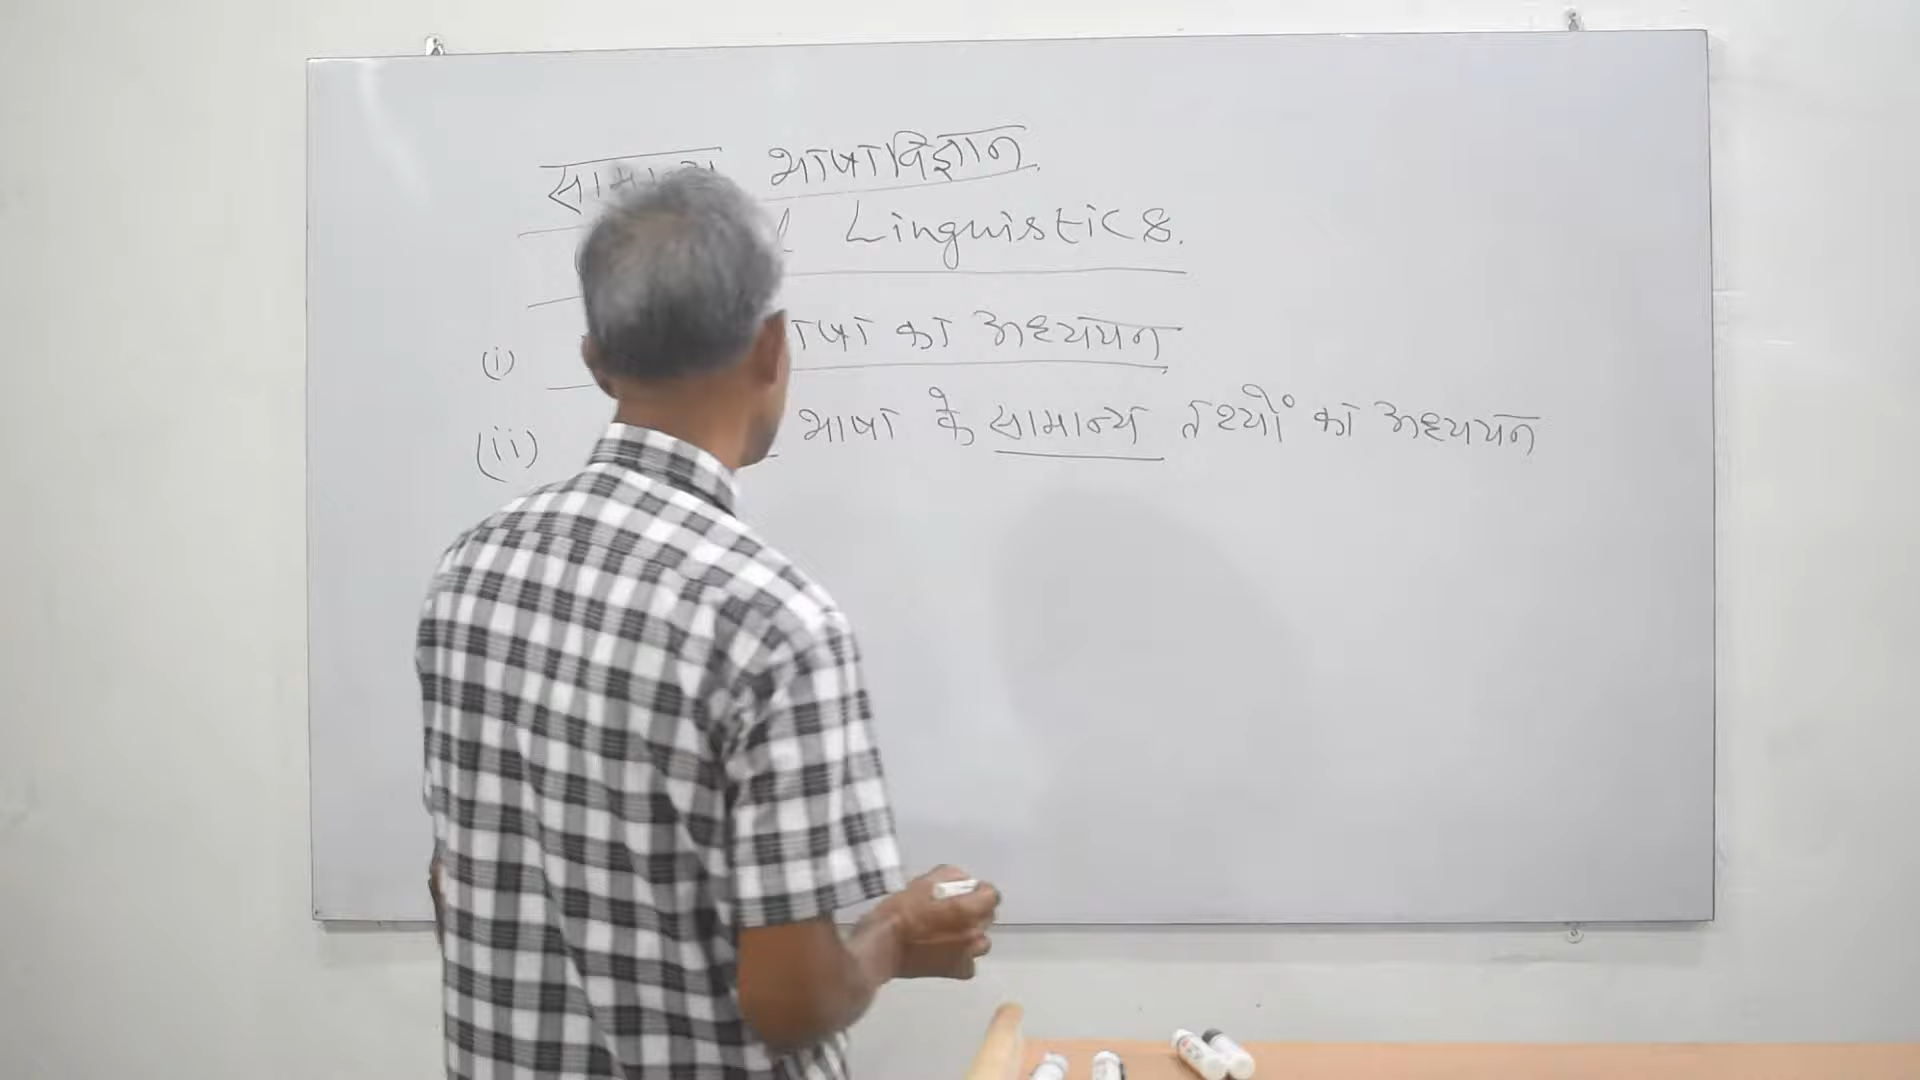 सामान्य भाषाविज्ञान.
Linguistics.
(i) का अध्ययन
(ii) भाषा के सामान्य तथ्यों का अध्ययन